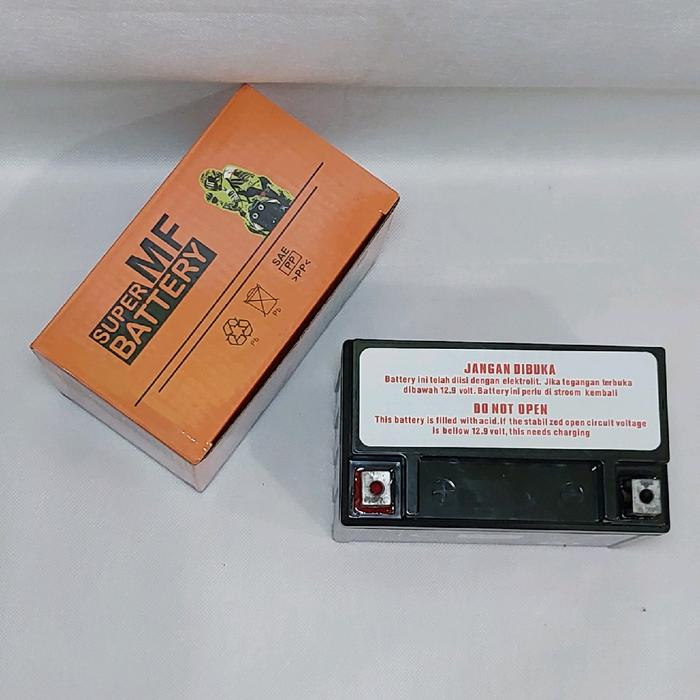 SUPER MF
BATTERY
SAE
PP
>PP<
Pb
Pb
JANGAN DIBUKA
Battery ini telah diisi dengan elektrolit. Jika tegangan terbuka
dibawah 12.9 volt. Battery ini perlu di stroom kembali
DO NOT OPEN
This battery is filled with acid.If the stabilzed open circuit voltage
is bellow 12.9 volt, this needs charging
+
-